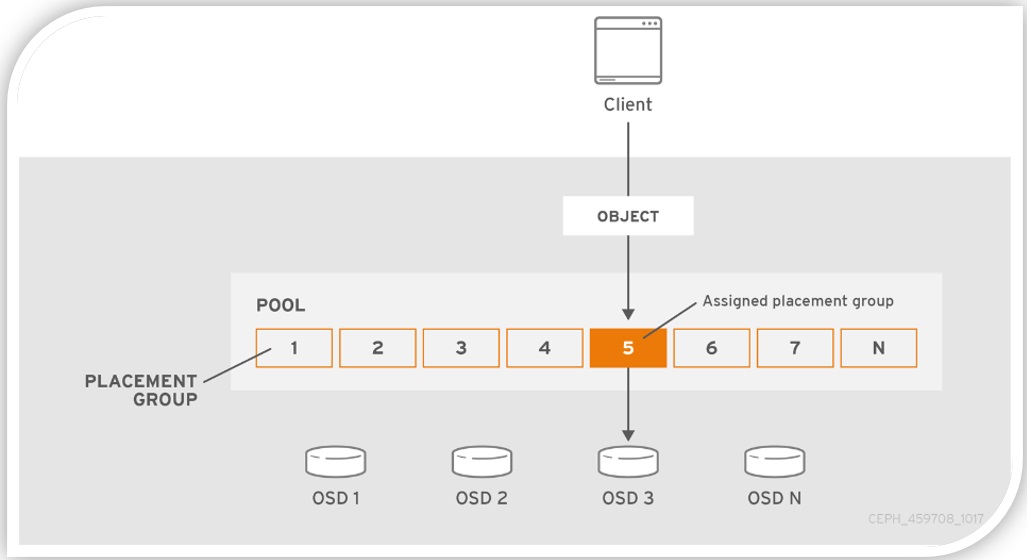 Client
OBJECT
POOL
Assigned placement group
1 2 3 4 5 6 7 N
PLACEMENT
GROUP
OSD 1 OSD 2 OSD 3 OSD N
CEPH_459708_1017